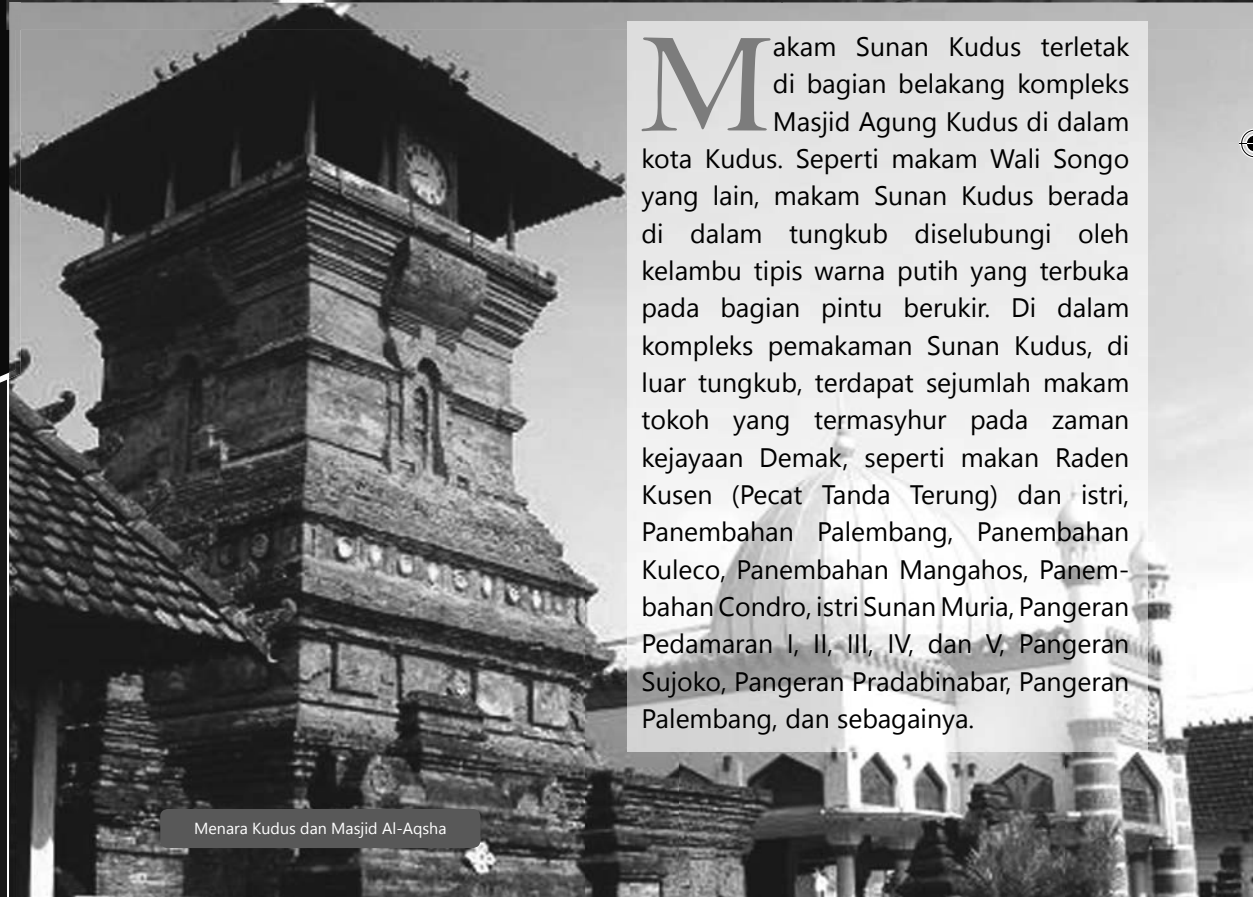 Makam Sunan Kudus terletak
di bagian belakang kompleks
Masjid Agung Kudus di dalam
kota Kudus. Seperti makam Wali Songo
yang lain, makam Sunan Kudus berada
di dalam tungkub diselubungi oleh
kelambu tipis warna putih yang terbuka
pada bagian pintu berukir. Di dalam
kompleks pemakaman Sunan Kudus, di
luar tungkub, terdapat sejumlah makam
tokoh yang termasyhur pada zaman
kejayaan Demak, seperti makan Raden
Kusen (Pecat Tanda Terung) dan istri,
Panembahan Palembang, Panembahan
Kuleco, Panembahan Mangahos, Panem-
bahan Condro, istri Sunan Muria, Pangeran
Pedamaran I, II, III, IV, dan V, Pangeran
Sujoko, Pangeran Pradabinabar, Pangeran
Palembang, dan sebagainya.
Menara Kudus dan Masjid Al-Aqsha